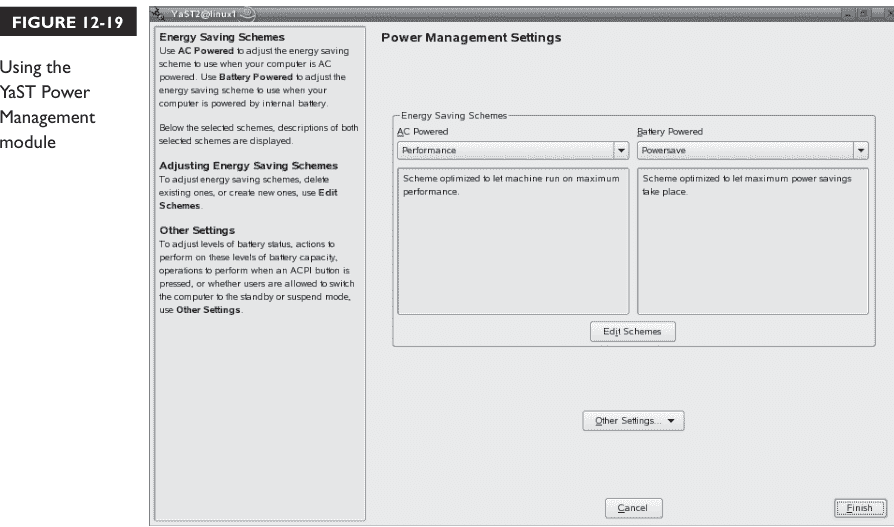 FIGURE 12-19
Using the
YaST Power
Management
module
YaST2@linux1
Energy Saving Schemes
Use AC Powered to adjust the energy saving
scheme to use when your computer is AC
powered. Use Battery Powered to adjust the
energy saving scheme to use when your
computer is powered by internal battery.
Below the selected schemes, descriptions of both
selected schemes are displayed.
Adjusting Energy Saving Schemes
To adjust energy saving schemes, delete
existing ones, or create new ones, use Edit
Schemes.
Other Settings
To adjust levels of battery status, actions to
perform on these levels of battery capacity,
operations to perform when an ACPI button is
pressed, or whether users are allowed to switch
the computer to the standby or suspend mode,
use Other Settings.
Power Management Settings
Energy Saving Schemes
AC Powered
Performance
Scheme optimized to let machine run on maximum
performance.
Battery Powered
Powersave
Scheme optimized to let maximum power savings
take place.
Edit Schemes
Other Settings...
Cancel
Finish